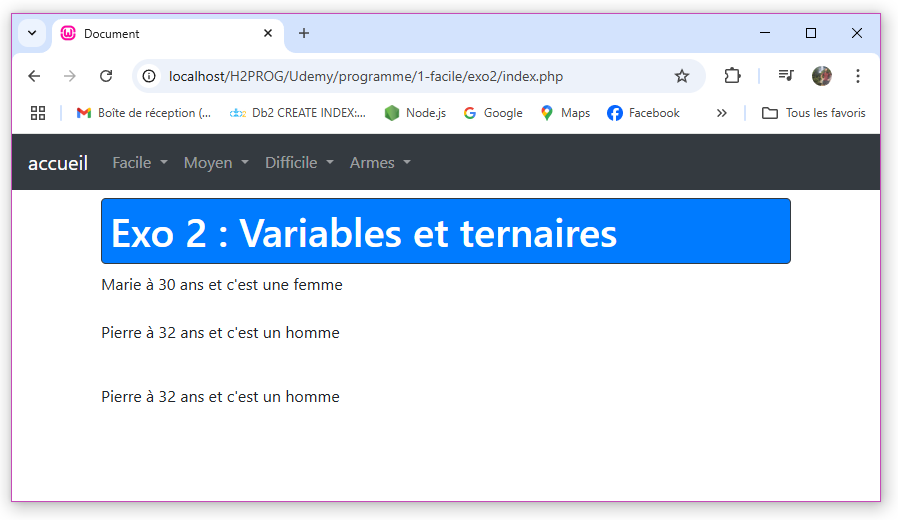 Document
localhost/H2PROG/Udemy/programme/1-facile/exo2/index.php
Boîte de réception (... Db2 CREATE INDEX:... Node.js Google Maps Facebook Tous les favoris
accueil Facile Moyen Difficile Armes
Exo 2 : Variables et ternaires
Marie à 30 ans et c'est une femme
Pierre à 32 ans et c'est un homme
Pierre à 32 ans et c'est un homme